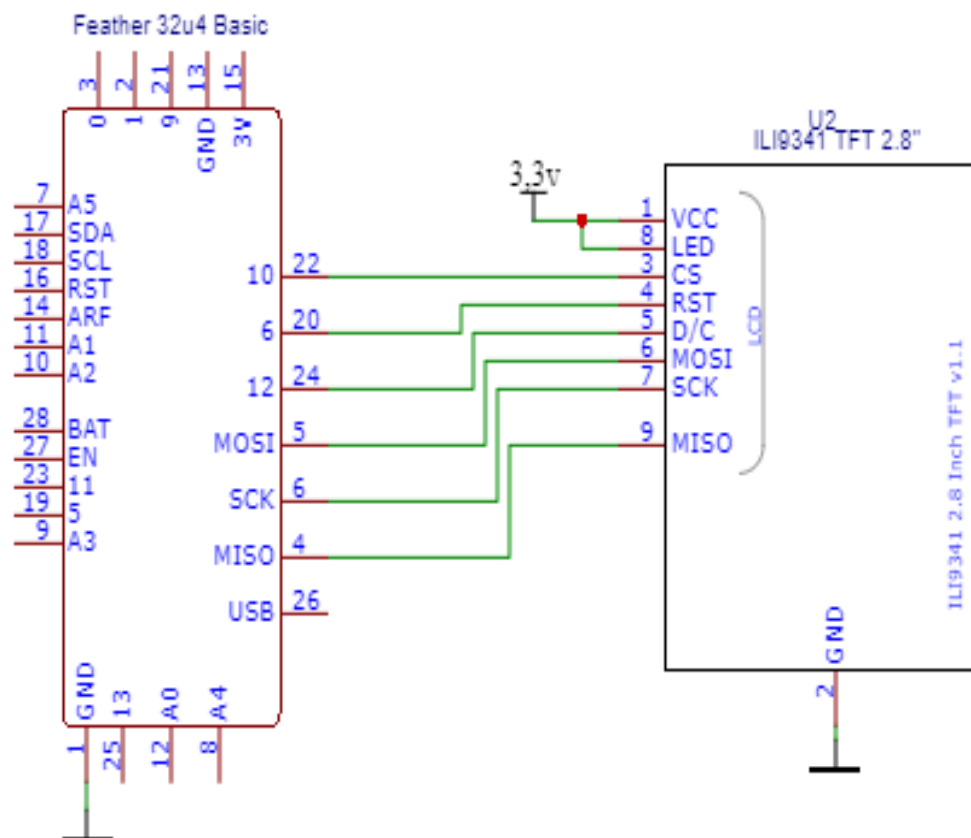 Feather 32u4 Basic
3 2 21 13 15
0 1 9 GND 3V
7 A5
17 SDA
18 SCL
16 RST
14 ARF
11 A1
10 A2
28 BAT
27 EN
23 11
19 5
9 A3
10 22
6 20
12 24
MOSI 5
SCK 6
MISO 4
USB 26
GND 13 A0 A4
1 25 12 8
3,3v
U2
ILI9341 TFT 2.8"
1 VCC
8 LED
3 CS
4 RST
5 D/C
6 MOSI
7 SCK
9 MISO
LCD
ILI9341 2.8 Inch TFT v1.1
GND
2